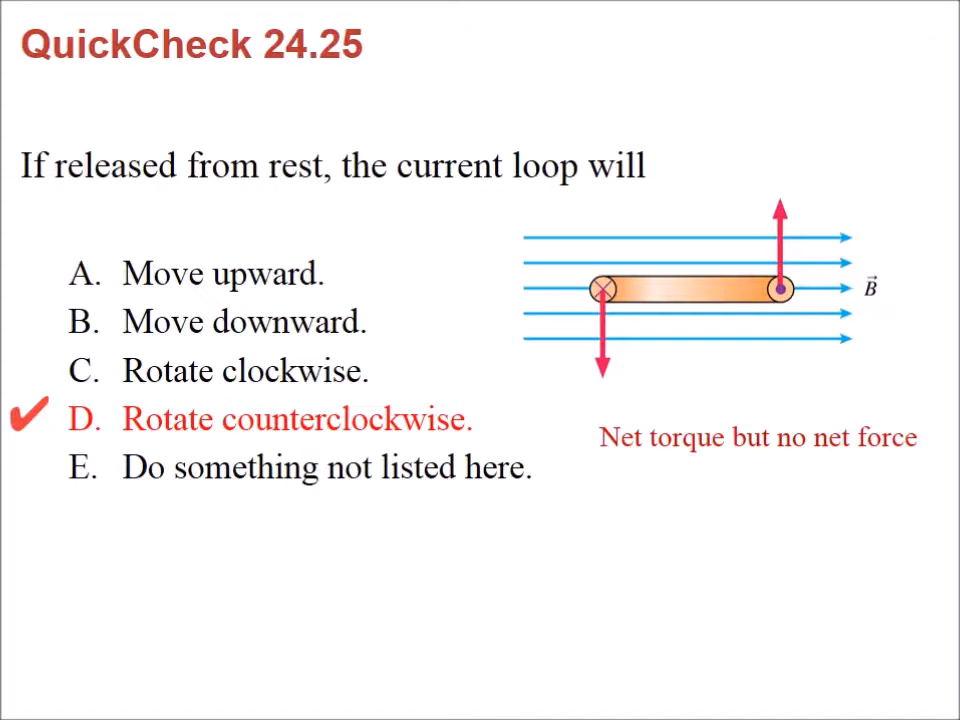 QuickCheck 24.25
If released from rest, the current loop will
A. Move upward.
B. Move downward.
C. Rotate clockwise.
D. Rotate counterclockwise.
E. Do something not listed here.
B
Net torque but no net force